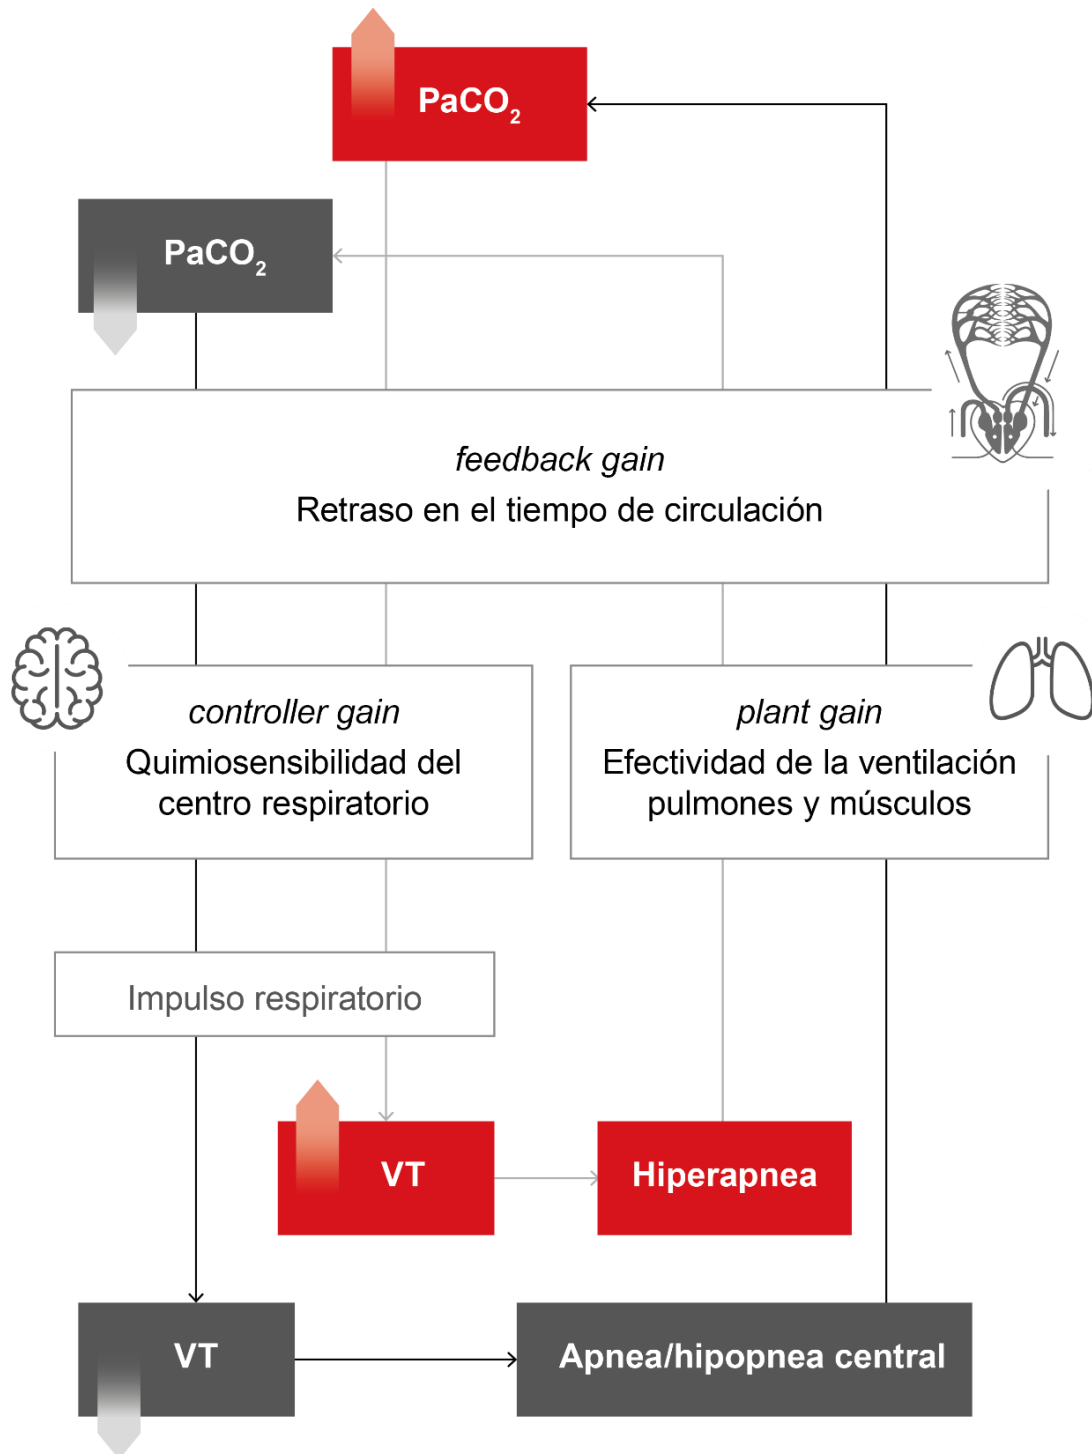 PaCO₂
PaCO₂
feedback gain
Retraso en el tiempo de circulación
controller gain
Quimiosensibilidad del
centro respiratorio
plant gain
Efectividad de la ventilación
pulmones y músculos
Impulso respiratorio
VT
Hiperapnea
VT
Apnea/hipopnea central